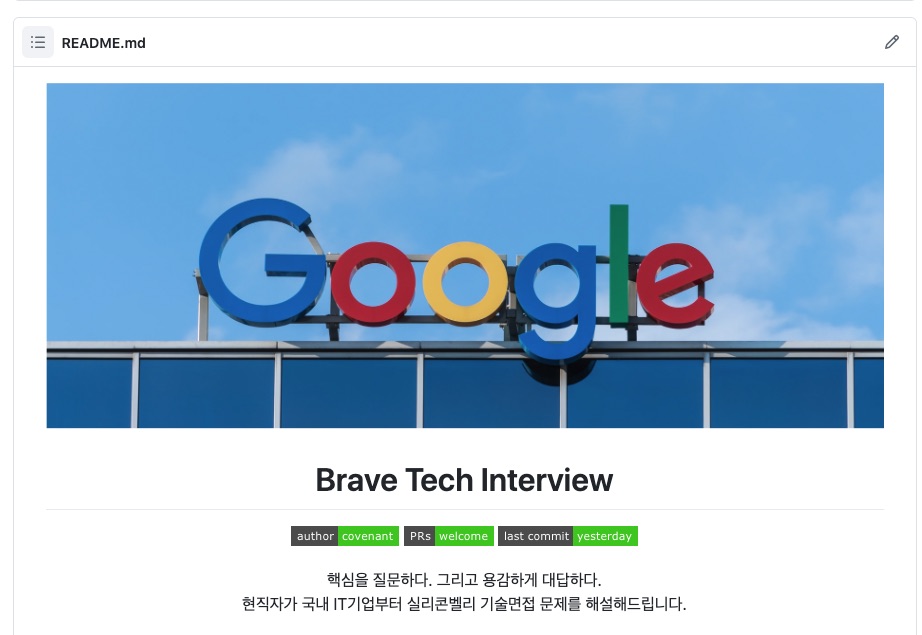 README.md
Google
Brave Tech Interview
author covenant PRs welcome last commit yesterday
핵심을 질문하다. 그리고 용감하게 대답하다.
현직자가 국내 IT기업부터 실리콘벨리 기술면접 문제를 해설해드립니다.